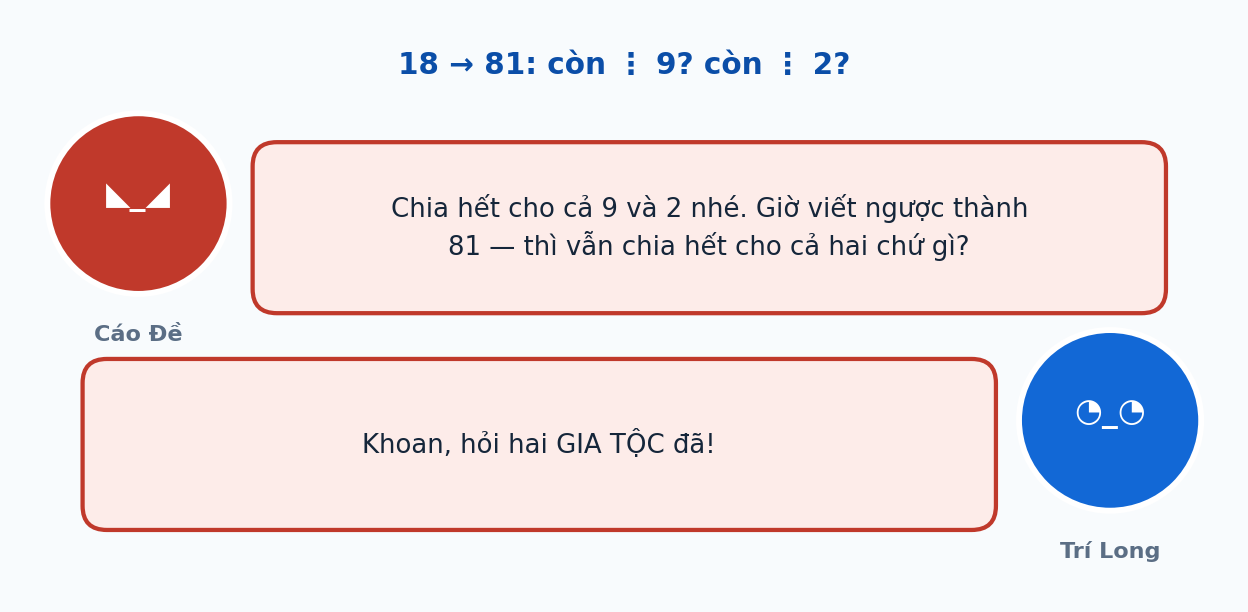 18 → 81: còn ⋮ 9? còn ⋮ 2?
Chia hết cho cả 9 và 2 nhé. Giờ viết ngược thành
81 — thì vẫn chia hết cho cả hai chứ gì?
Cáo Đề
Khoan, hỏi hai GIA TỘC đã!
◔_◔
Trí Long